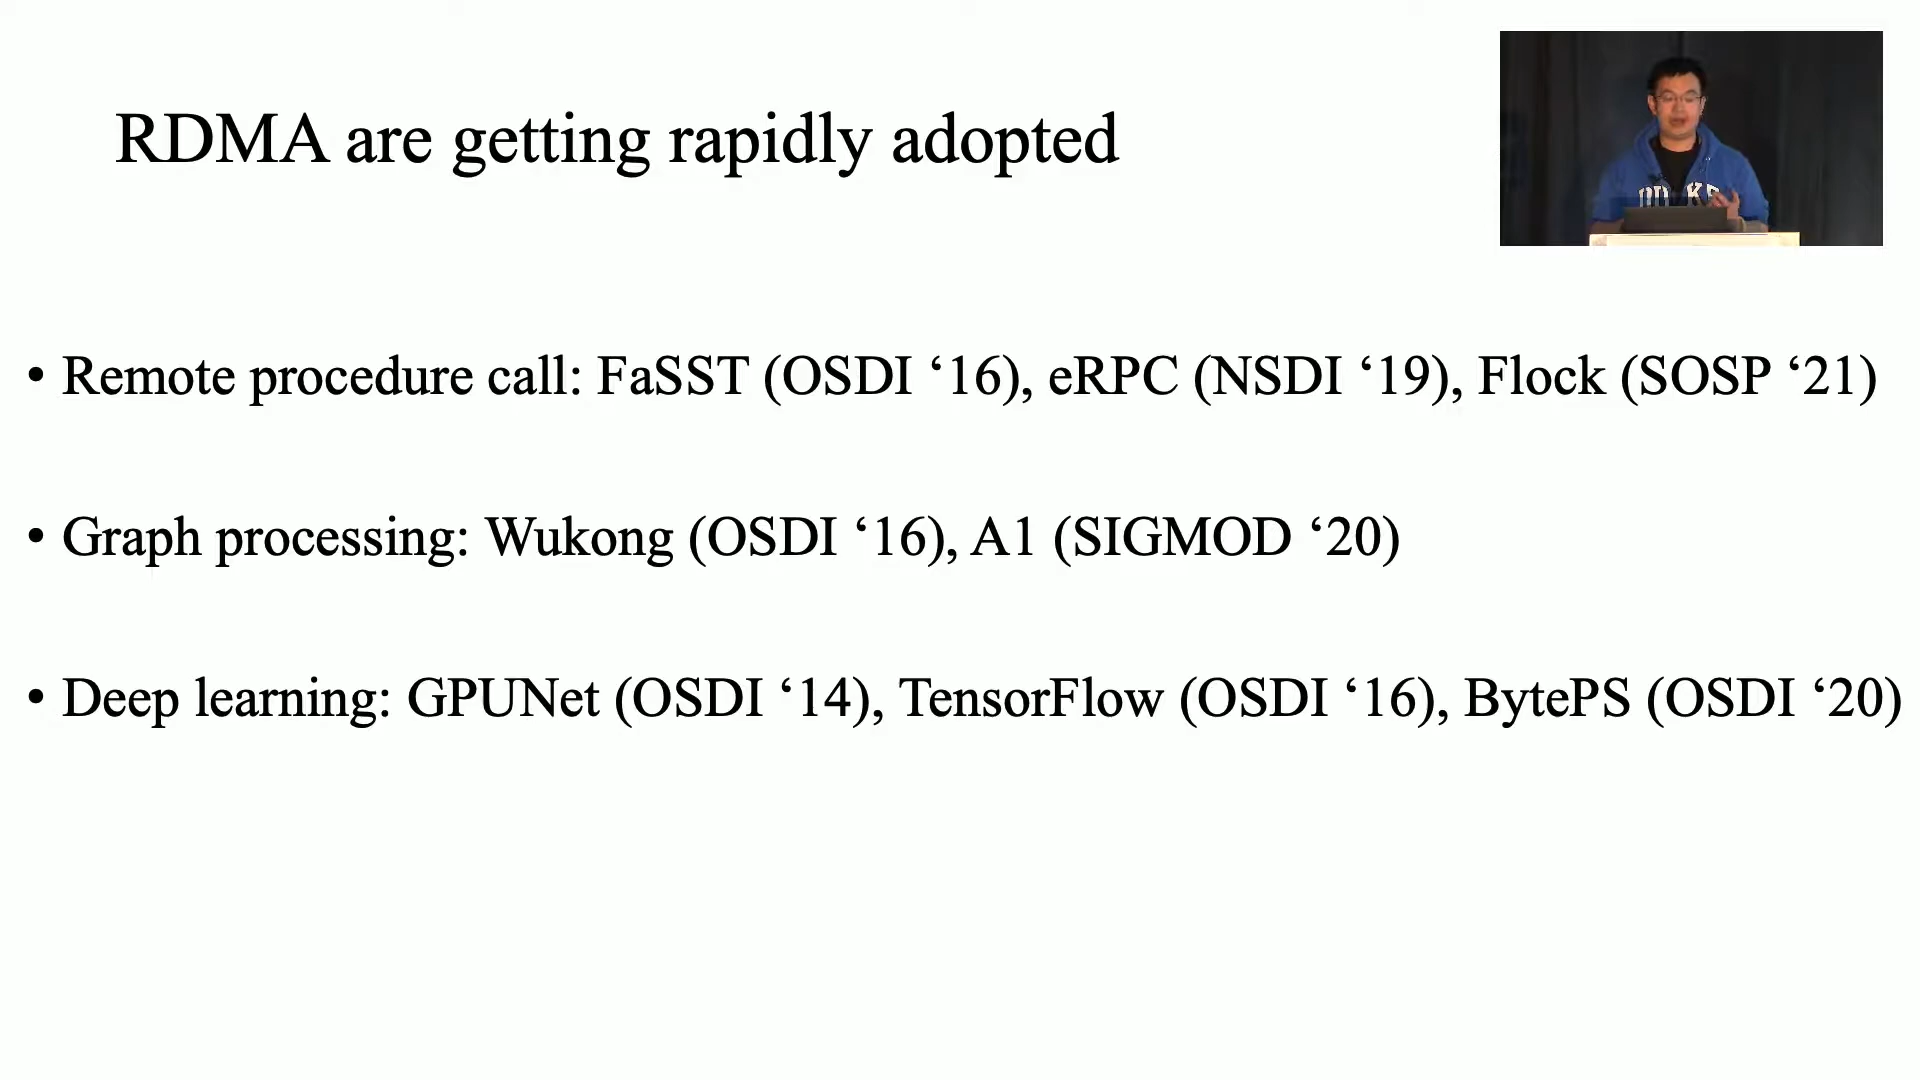 RDMA are getting rapidly adopted
• Remote procedure call: FaSST (OSDI ‘16), eRPC (NSDI ‘19), Flock (SOSP ‘21)
• Graph processing: Wukong (OSDI ‘16), A1 (SIGMOD ‘20)
• Deep learning: GPUNet (OSDI ‘14), TensorFlow (OSDI ‘16), BytePS (OSDI ‘20)